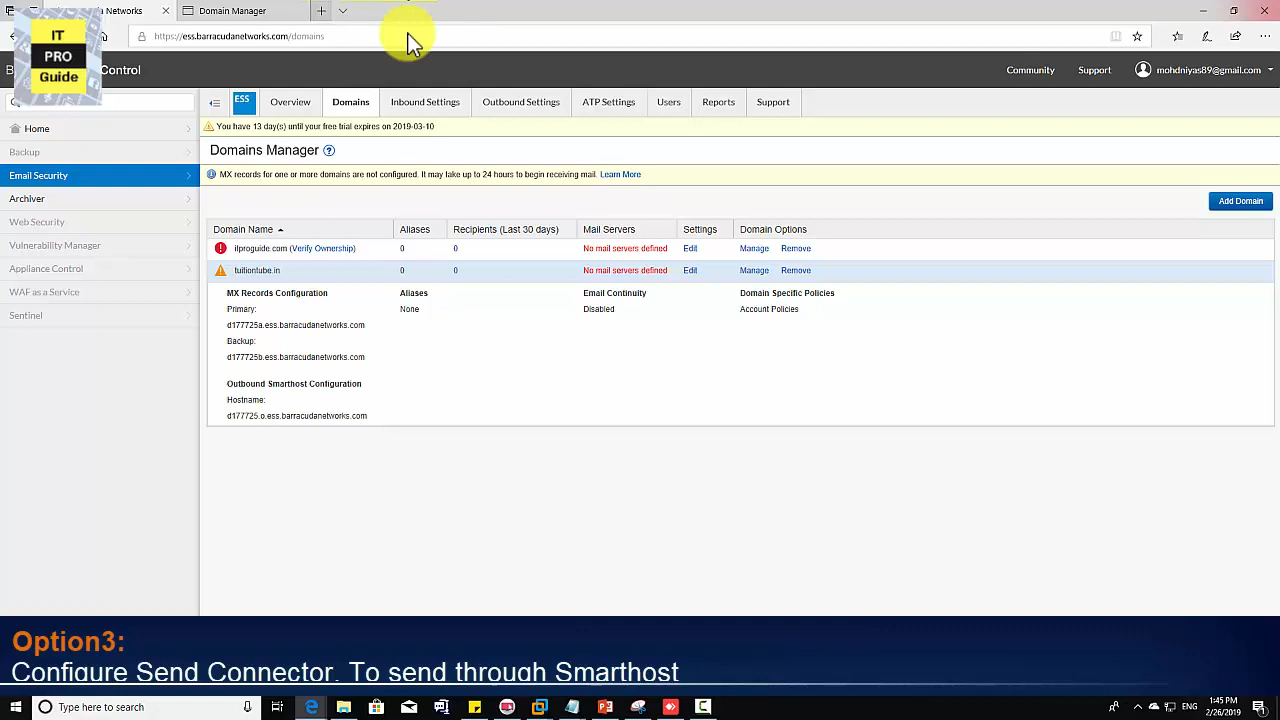 a Networks
Domain Manager
https://ess.barracudanetworks.com/domains
IT
PRO
Guide
B
Control
Community
Support
mohdniyas89@gmail.com
ESS
Overview
Domains
Inbound Settings
Outbound Settings
ATP Settings
Users
Reports
Support
Home
Backup
Email Security
Archiver
Web Security
Vulnerability Manager
Appliance Control
WAF as a Service
Sentinel
You have 13 day(s) until your free trial expires on 2019-03-10
Domains Manager
MX records for one or more domains are not configured. It may take up to 24 hours to begin receiving mail. Learn More
Add Domain
Domain Name Aliases Recipients (Last 30 days) Mail Servers Settings Domain Options
itproguide.com (Verify Ownership) 0 0 No mail servers defined Edit Manage Remove
tuitiontube.in 0 0 No mail servers defined Edit Manage Remove
MX Records Configuration Aliases Email Continuity Domain Specific Policies
Primary: None Disabled Account Policies
d177725a.ess.barracudanetworks.com
Backup:
d177725b.ess.barracudanetworks.com
Outbound Smarthost Configuration
Hostname:
d177725.o.ess.barracudanetworks.com
Option3:
Configure Send Connector. To send through Smarthost
Type here to search
ENG
1:45 PM
2/26/2019